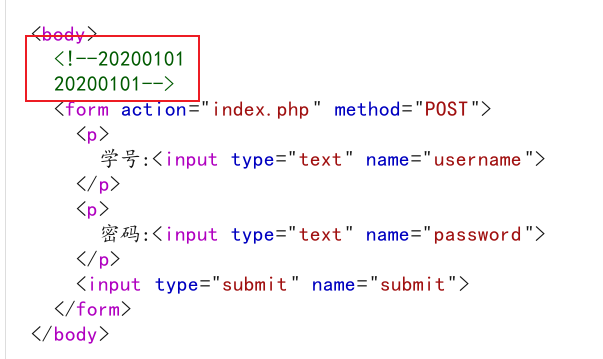 <body>
<!--20200101
20200101-->
<form action="index.php" method="POST">
<p>
学号:<input type="text" name="username">
</p>
<p>
密码:<input type="text" name="password">
</p>
<input type="submit" name="submit">
</form>
</body>